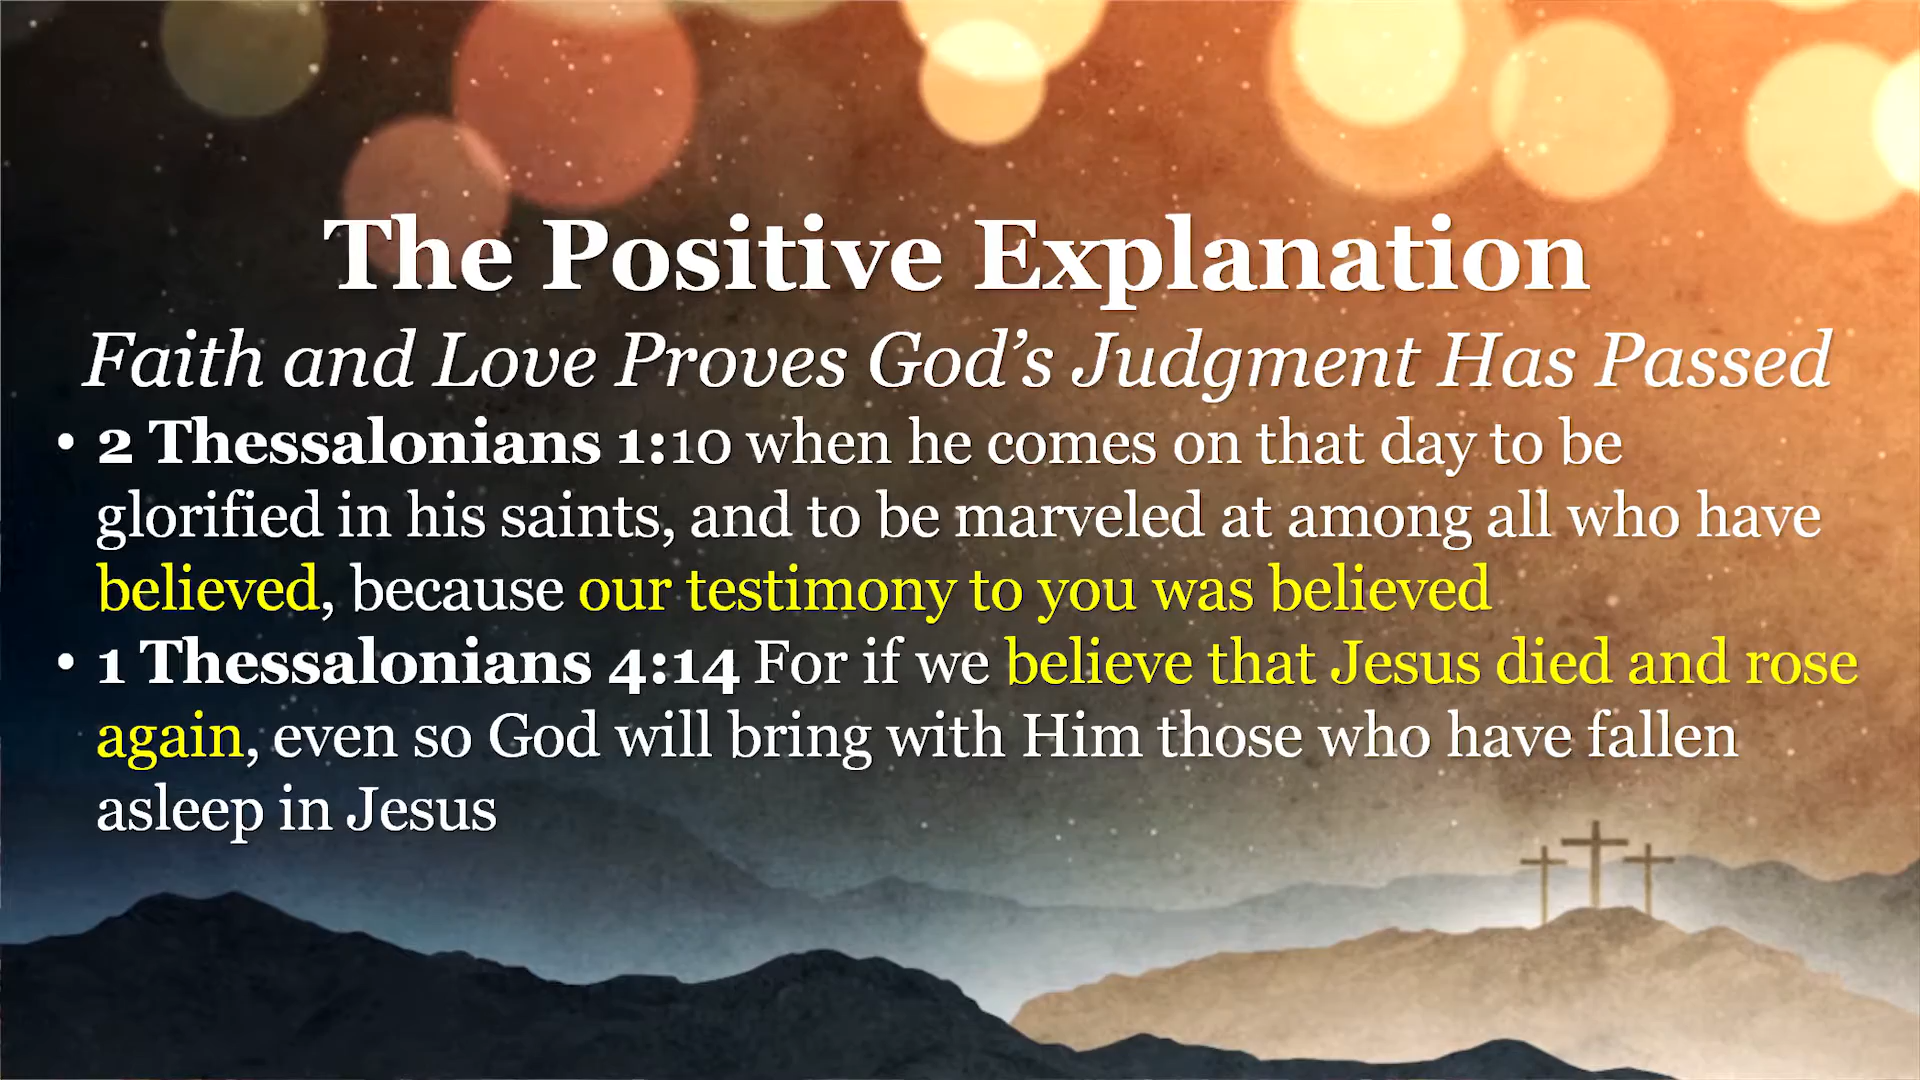 The Positive Explanation
Faith and Love Proves God’s Judgment Has Passed
• 2 Thessalonians 1:10 when he comes on that day to be
glorified in his saints, and to be marveled at among all who have
believed, because our testimony to you was believed
• 1 Thessalonians 4:14 For if we believe that Jesus died and rose
again, even so God will bring with Him those who have fallen
asleep in Jesus